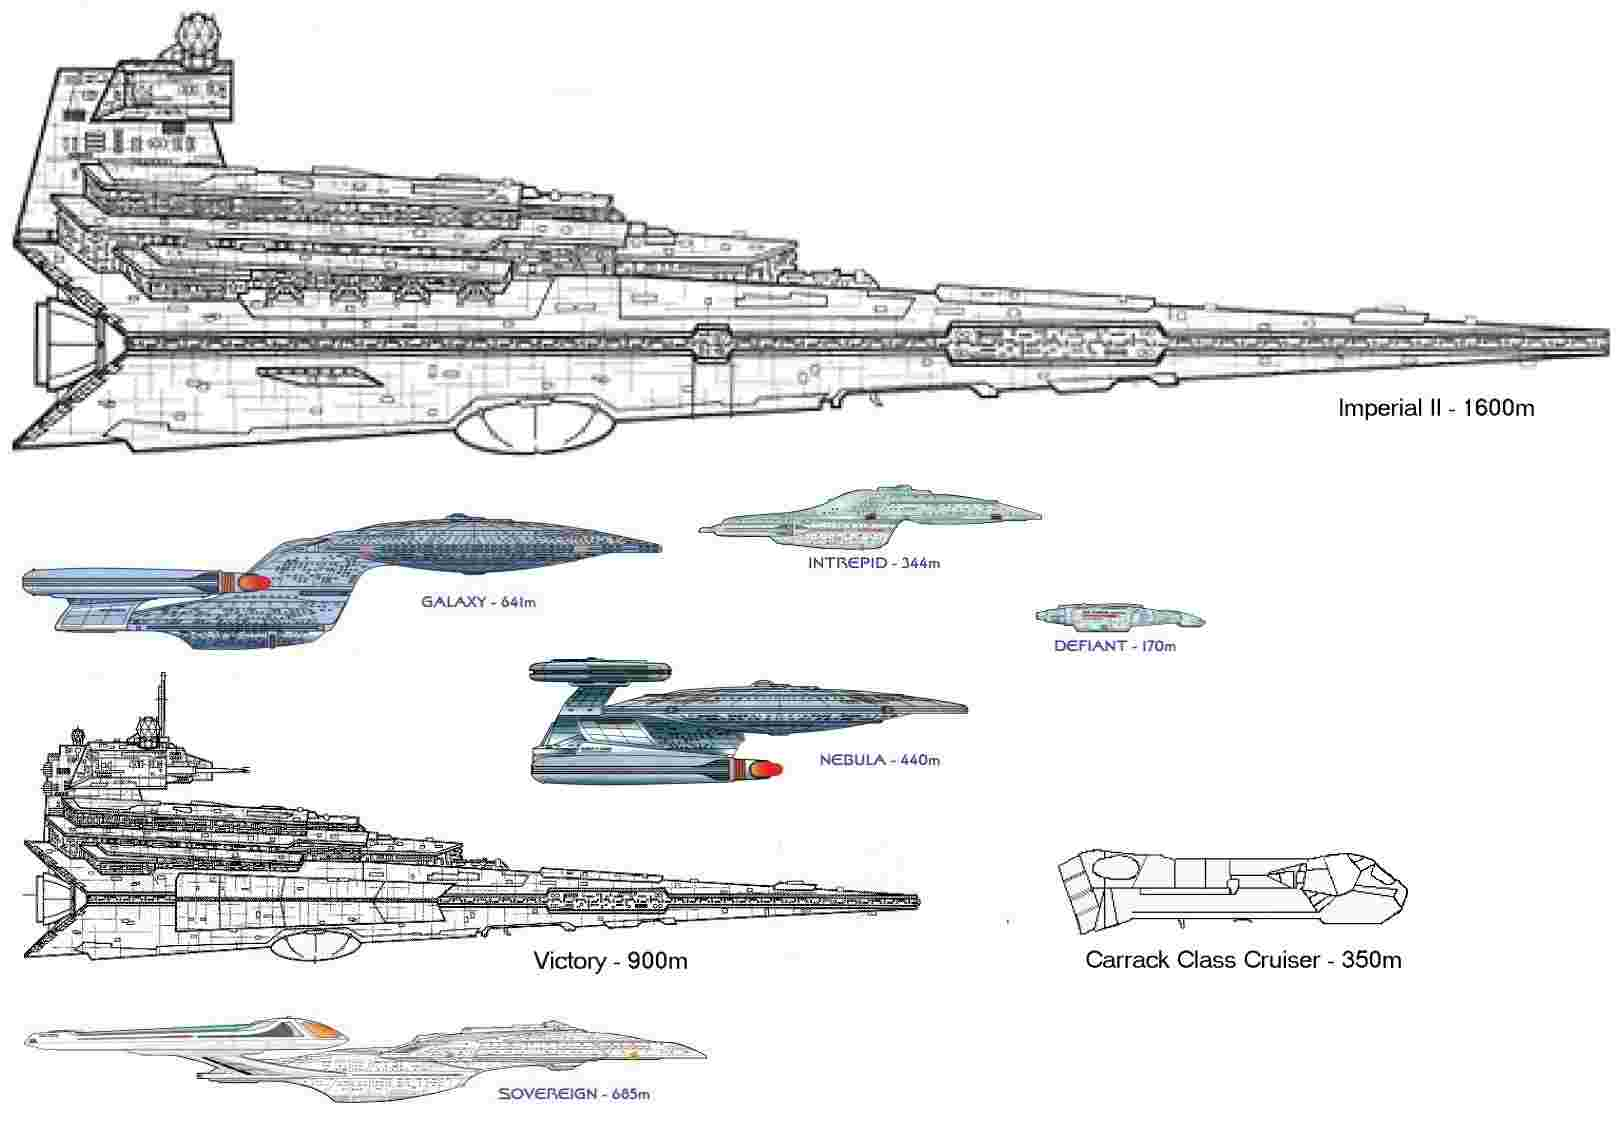 Imperial II - 1600m
INTREPID - 344m
GALAXY - 641m
DEFIANT - 170m
NEBULA - 440m
Victory - 900m
Carrack Class Cruiser - 350m
SOVEREIGN - 685m